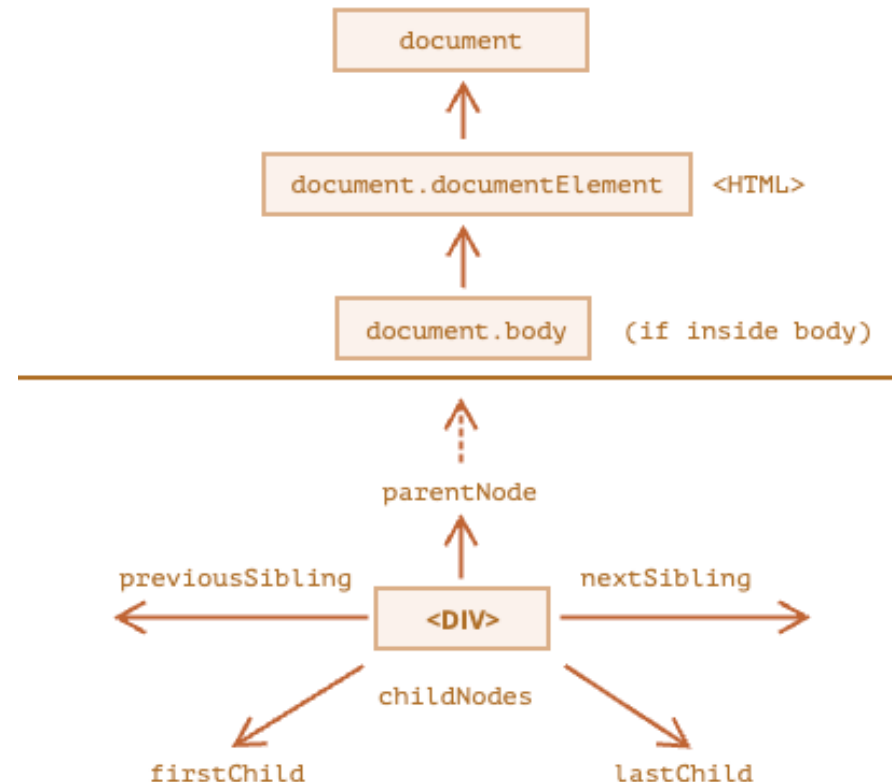 document
document.documentElement <HTML>
document.body (if inside body)
parentNode
previousSibling nextSibling
<DIV>
childNodes
firstChild lastChild